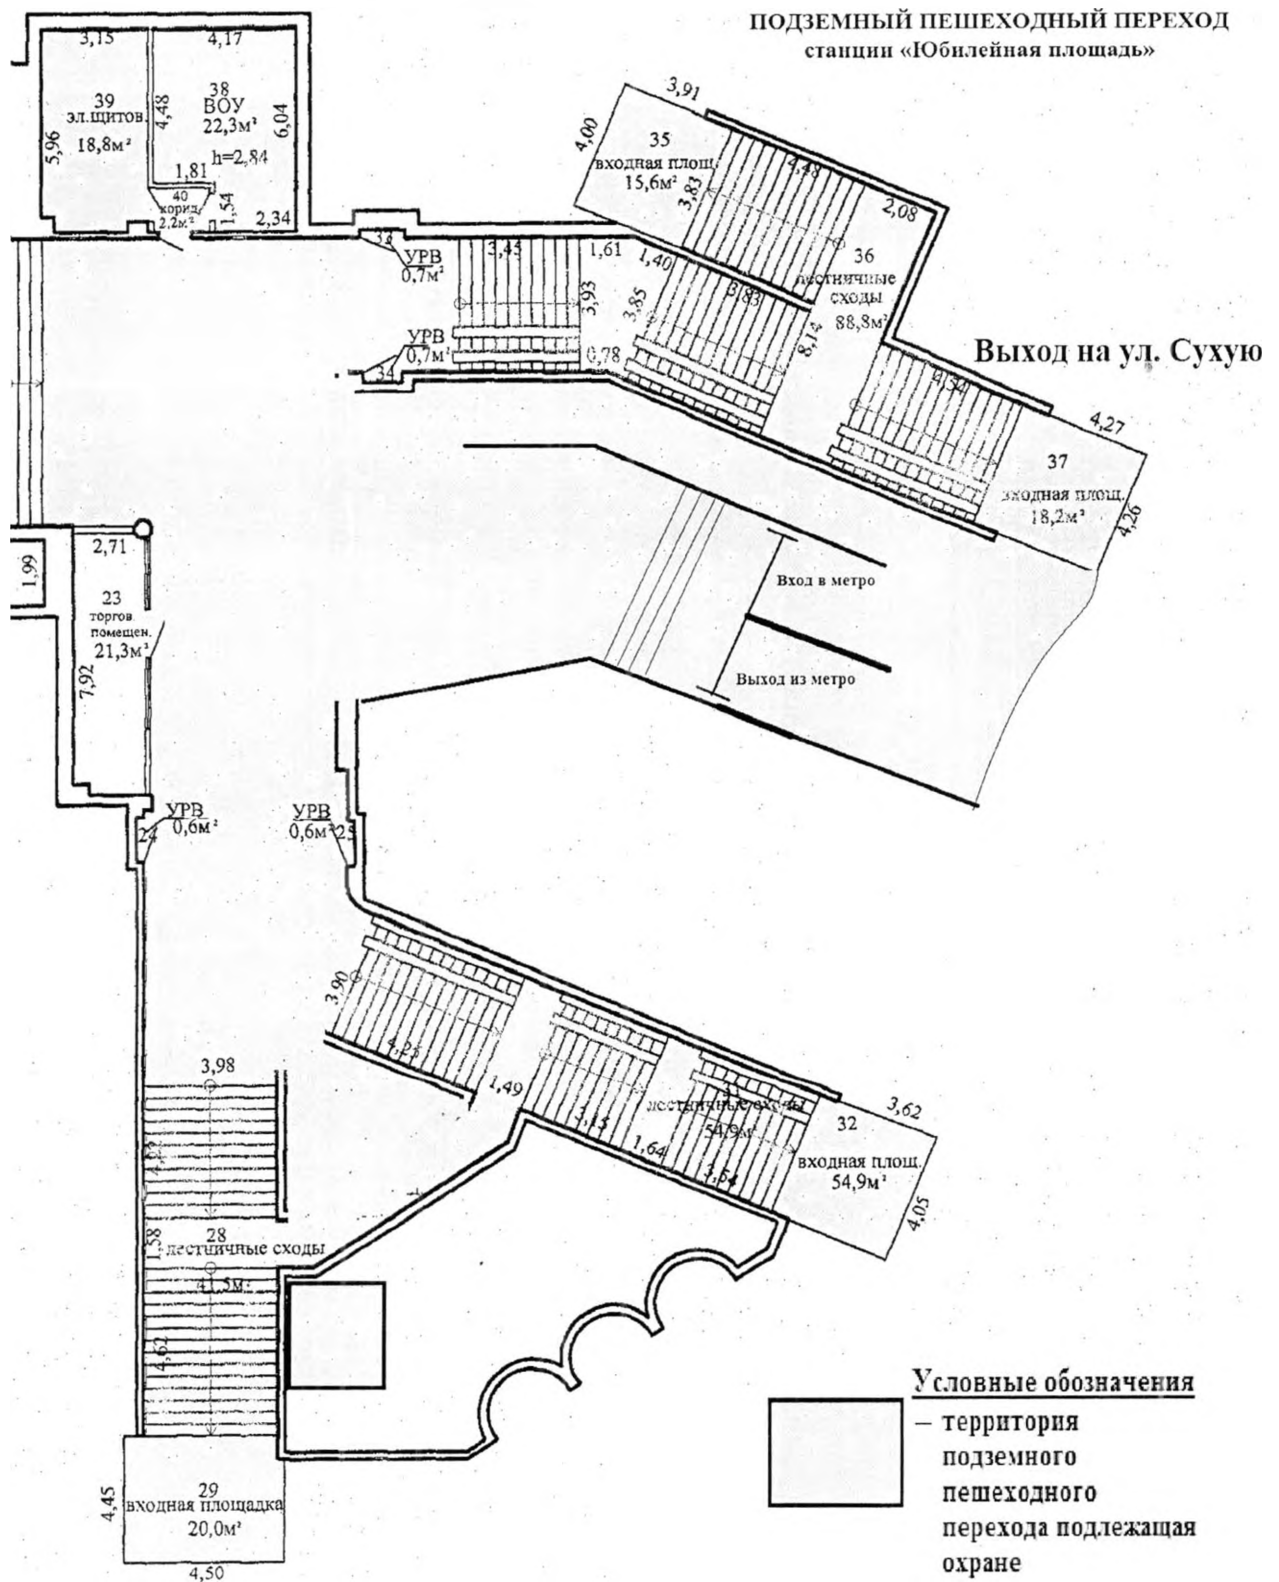 ПОДЗЕМНЫЙ ПЕШЕХОДНЫЙ ПЕРЕХОД
станции «Юбилейная площадь»
3,15
4,17
39
эл.щитов.
18,8м²
5,96
4,48
38
ВОУ
22,3м²
6,04
h=2,84
1,81
40
корид.
2,2м²
1,54
2,34
3,91
4,00
35
входная площ.
15,6м²
3,83
4,48
2,08
33
УРВ
0,7м²
3,43
1,61
1,40
3,93
3,85
3,83
8,14
36
лестничные
сходы
88,8м²
УРВ
0,7м²
34
0,78
Выход на ул. Сухую
4,34
4,27
37
входная площ.
18,2м²
4,26
2,71
1,99
23
торгов.
помещен.
21,3м²
7,92
Вход в метро
Выход из метро
УРВ
0,6м²
24
УРВ
0,6м²
25
3,90
4,25
1,49
3,13
1,64
лестничные сходы
54,9м²
3,54
3,62
32
входная площ.
54,9м²
4,05
3,98
28
1,58
лестничные сходы
41,5м²
4,62
29
входная площадка
20,0м²
4,45
4,50
Условные обозначения
– территория
подземного
пешеходного
перехода подлежащая
охране